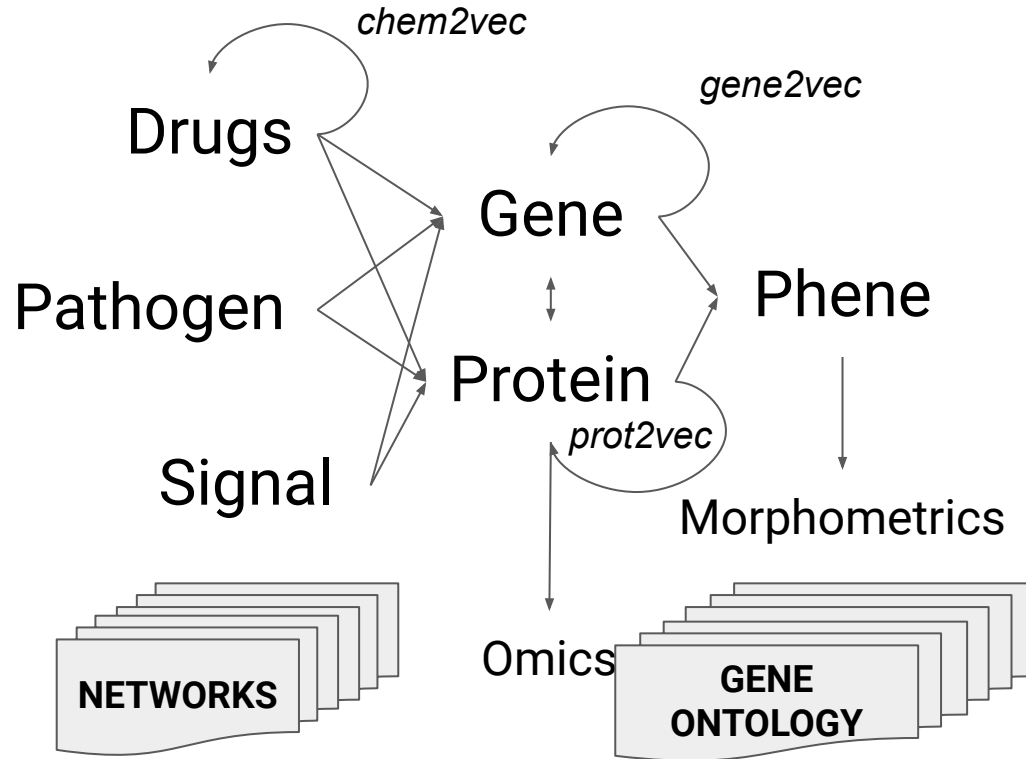 chem2vec
gene2vec
Drugs
Gene
Pathogen
Phene
Protein
prot2vec
Signal
Morphometrics
Omics
NETWORKS
GENE
ONTOLOGY